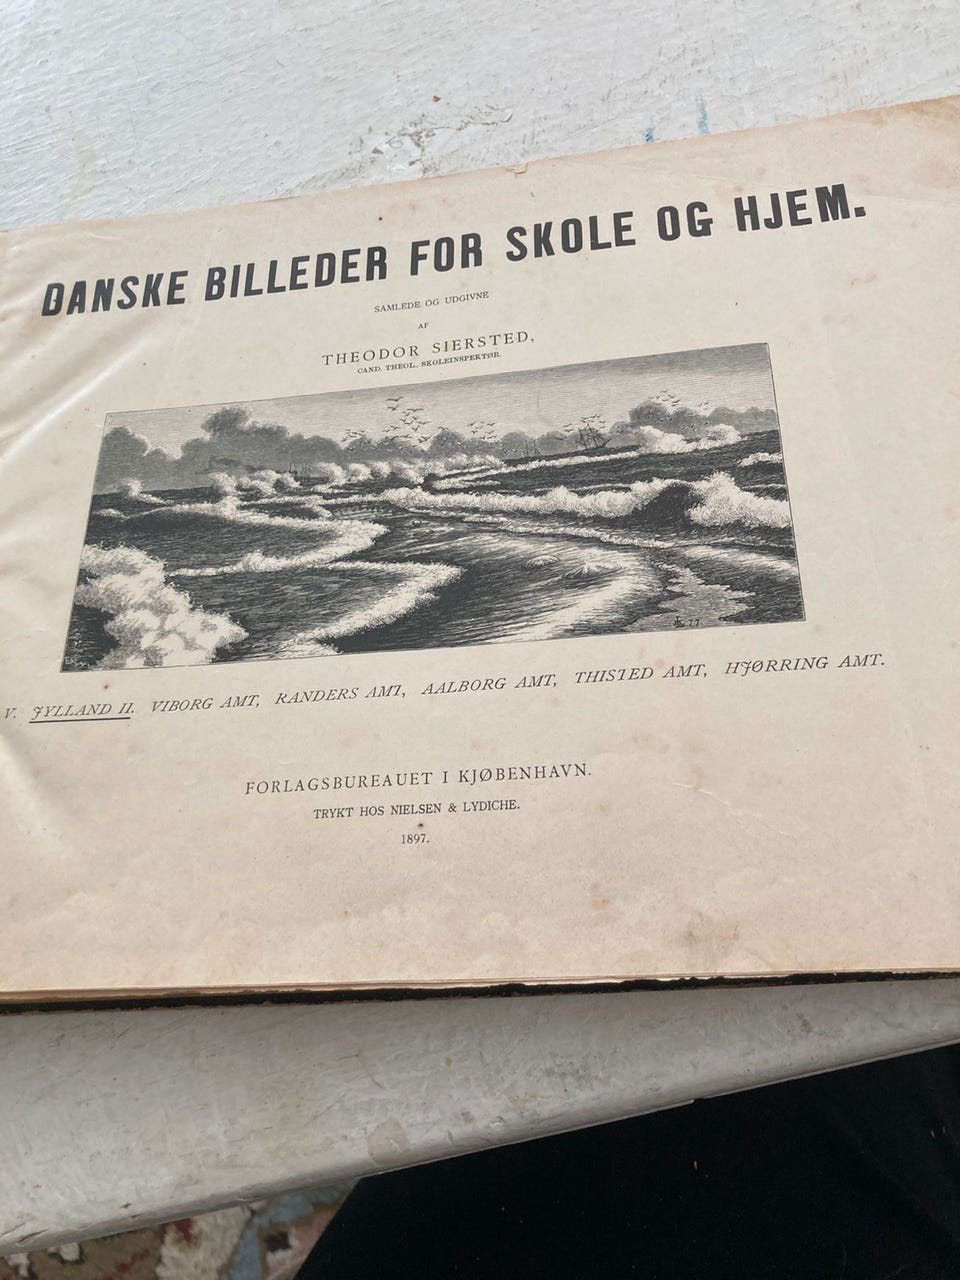 DANSKE BILLEDER FOR SKOLE OG HJEM.
SAMLEDE OG UDGIVNE
AF
THEODOR SIERSTED,
CAND. THEOL. SKOLEINSPEKTØR.
77
V. JYLLAND II. VIBORG AMT, RANDERS AMT, AALBORG AMT, THISTED AMT, HJØRRING AMT.
FORLAGSBUREAUET I KJØBENHAVN.
TRYKT HOS NIELSEN & LYDICHE.
1897.